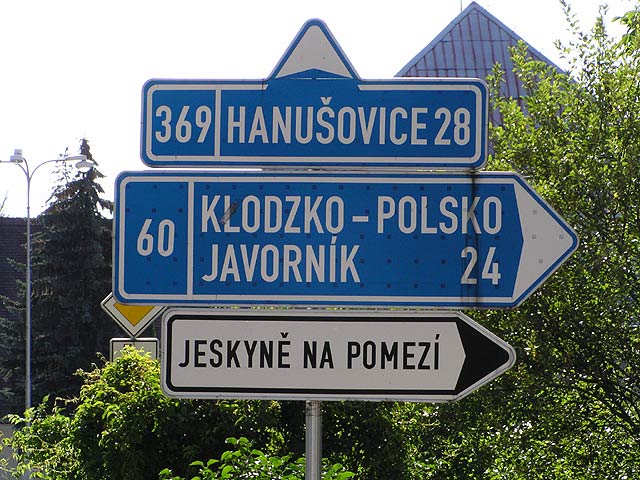 369 HANUŠOVICE 28
60 KŁODZKO-POLSKO
JAVORNÍK 24
JESKYNĚ NA POMEZÍ